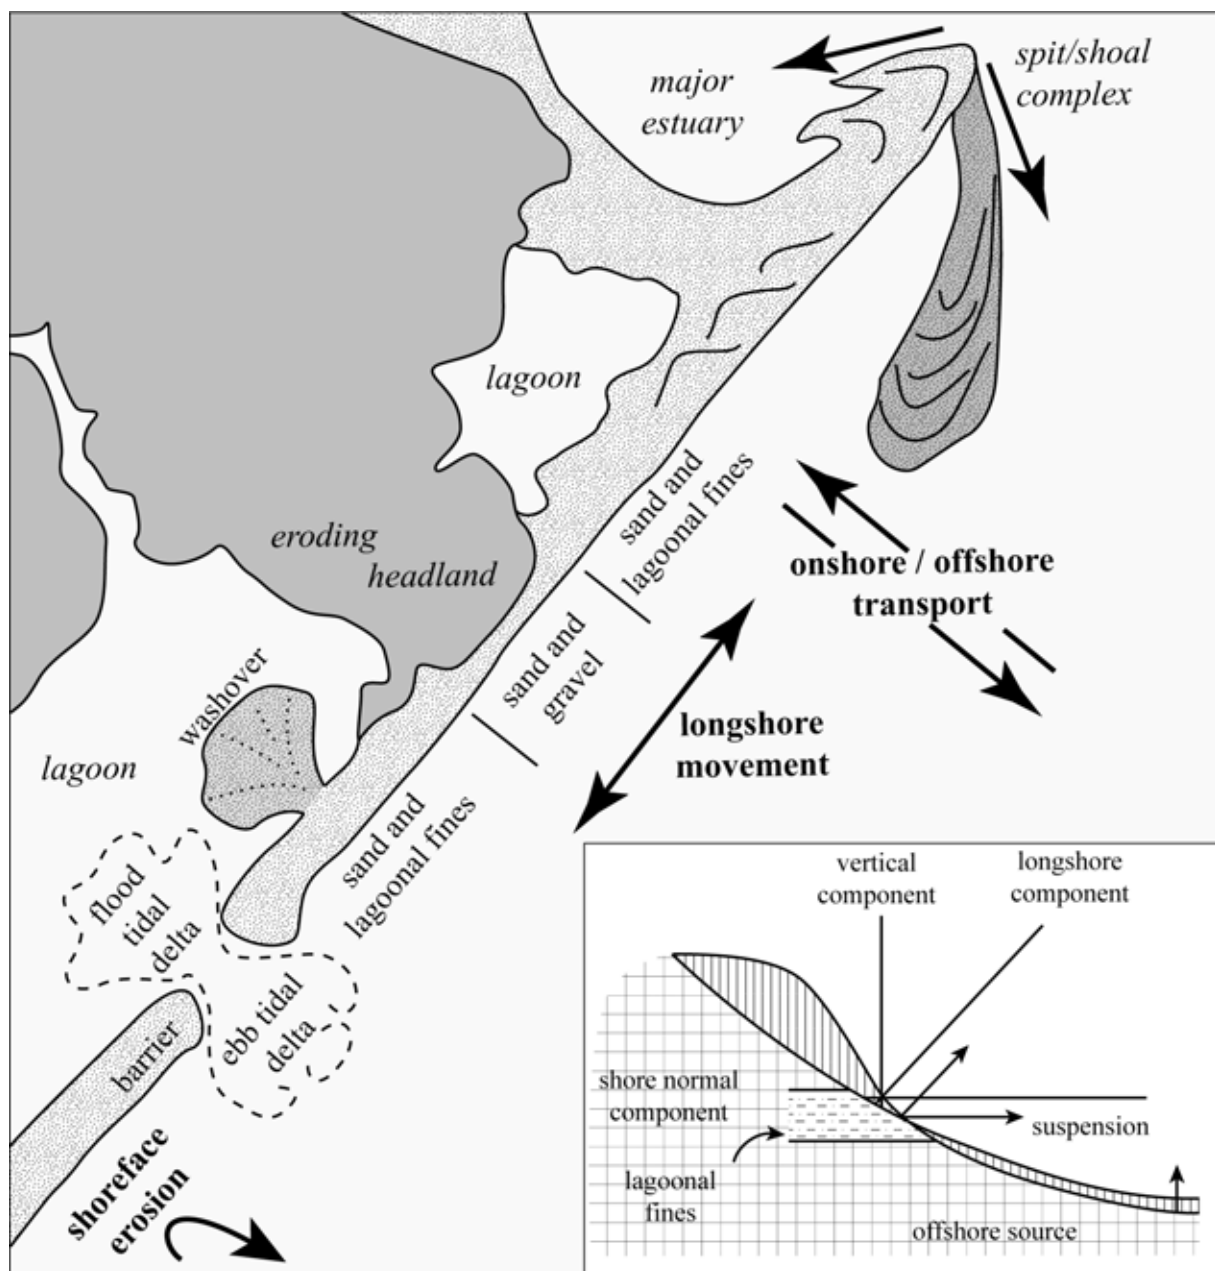 spit/shoal
complex
major
estuary
lagoon
sand and
lagoonal fines
eroding
headland
onshore / offshore
transport
sand and
gravel
washover
longshore
movement
lagoon
sand and
lagoonal fines
flood
tidal
delta
ebb tidal
delta
barrier
shoreface
erosion
vertical
component
longshore
component
shore normal
component
suspension
lagoonal
fines
offshore source